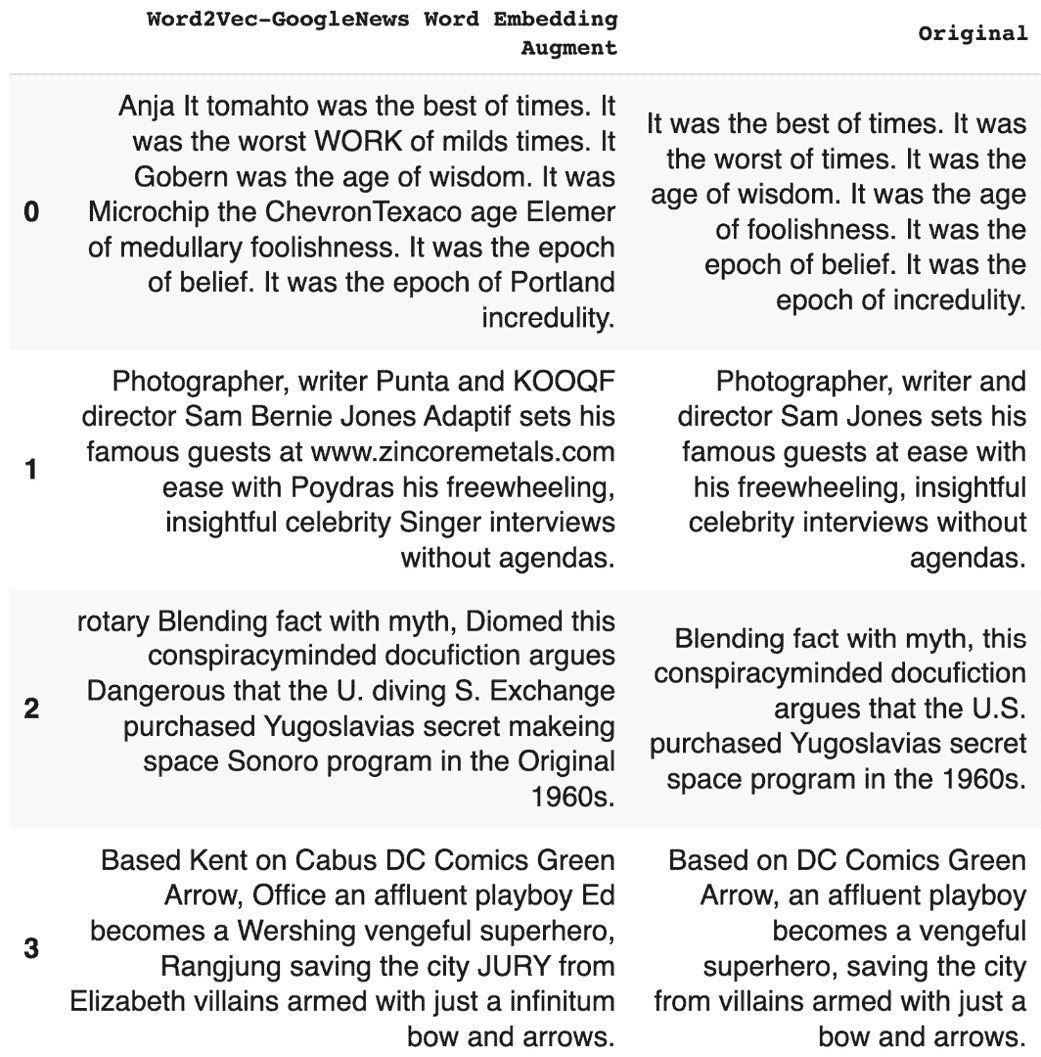 Word2Vec-GoogleNews Word Embedding
Augment
Original
0
Anja It tomahto was the best of times. It
was the worst WORK of milds times. It
Gobern was the age of wisdom. It was
Microchip the ChevronTexaco age Elemer
of medullary foolishness. It was the epoch
of belief. It was the epoch of Portland
incredulity.
It was the best of times. It was
the worst of times. It was the
age of wisdom. It was the age
of foolishness. It was the
epoch of belief. It was the
epoch of incredulity.
1
Photographer, writer Punta and KOOQF
director Sam Bernie Jones Adaptif sets his
famous guests at www.zincoremetals.com
ease with Poydras his freewheeling,
insightful celebrity Singer interviews
without agendas.
Photographer, writer and
director Sam Jones sets his
famous guests at ease with
his freewheeling, insightful
celebrity interviews without
agendas.
2
rotary Blending fact with myth, Diomed this
conspiracyminded docufiction argues
Dangerous that the U. diving S. Exchange
purchased Yugoslavias secret makeing
space Sonoro program in the Original
1960s.
Blending fact with myth, this
conspiracyminded docufiction
argues that the U.S.
purchased Yugoslavias secret
space program in the 1960s.
3
Based Kent on Cabus DC Comics Green
Arrow, Office an affluent playboy Ed
becomes a Wershing vengeful superhero,
Rangjung saving the city JURY from
Elizabeth villains armed with just a infinitum
bow and arrows.
Based on DC Comics Green
Arrow, an affluent playboy
becomes a vengeful
superhero, saving the city
from villains armed with just a
bow and arrows.